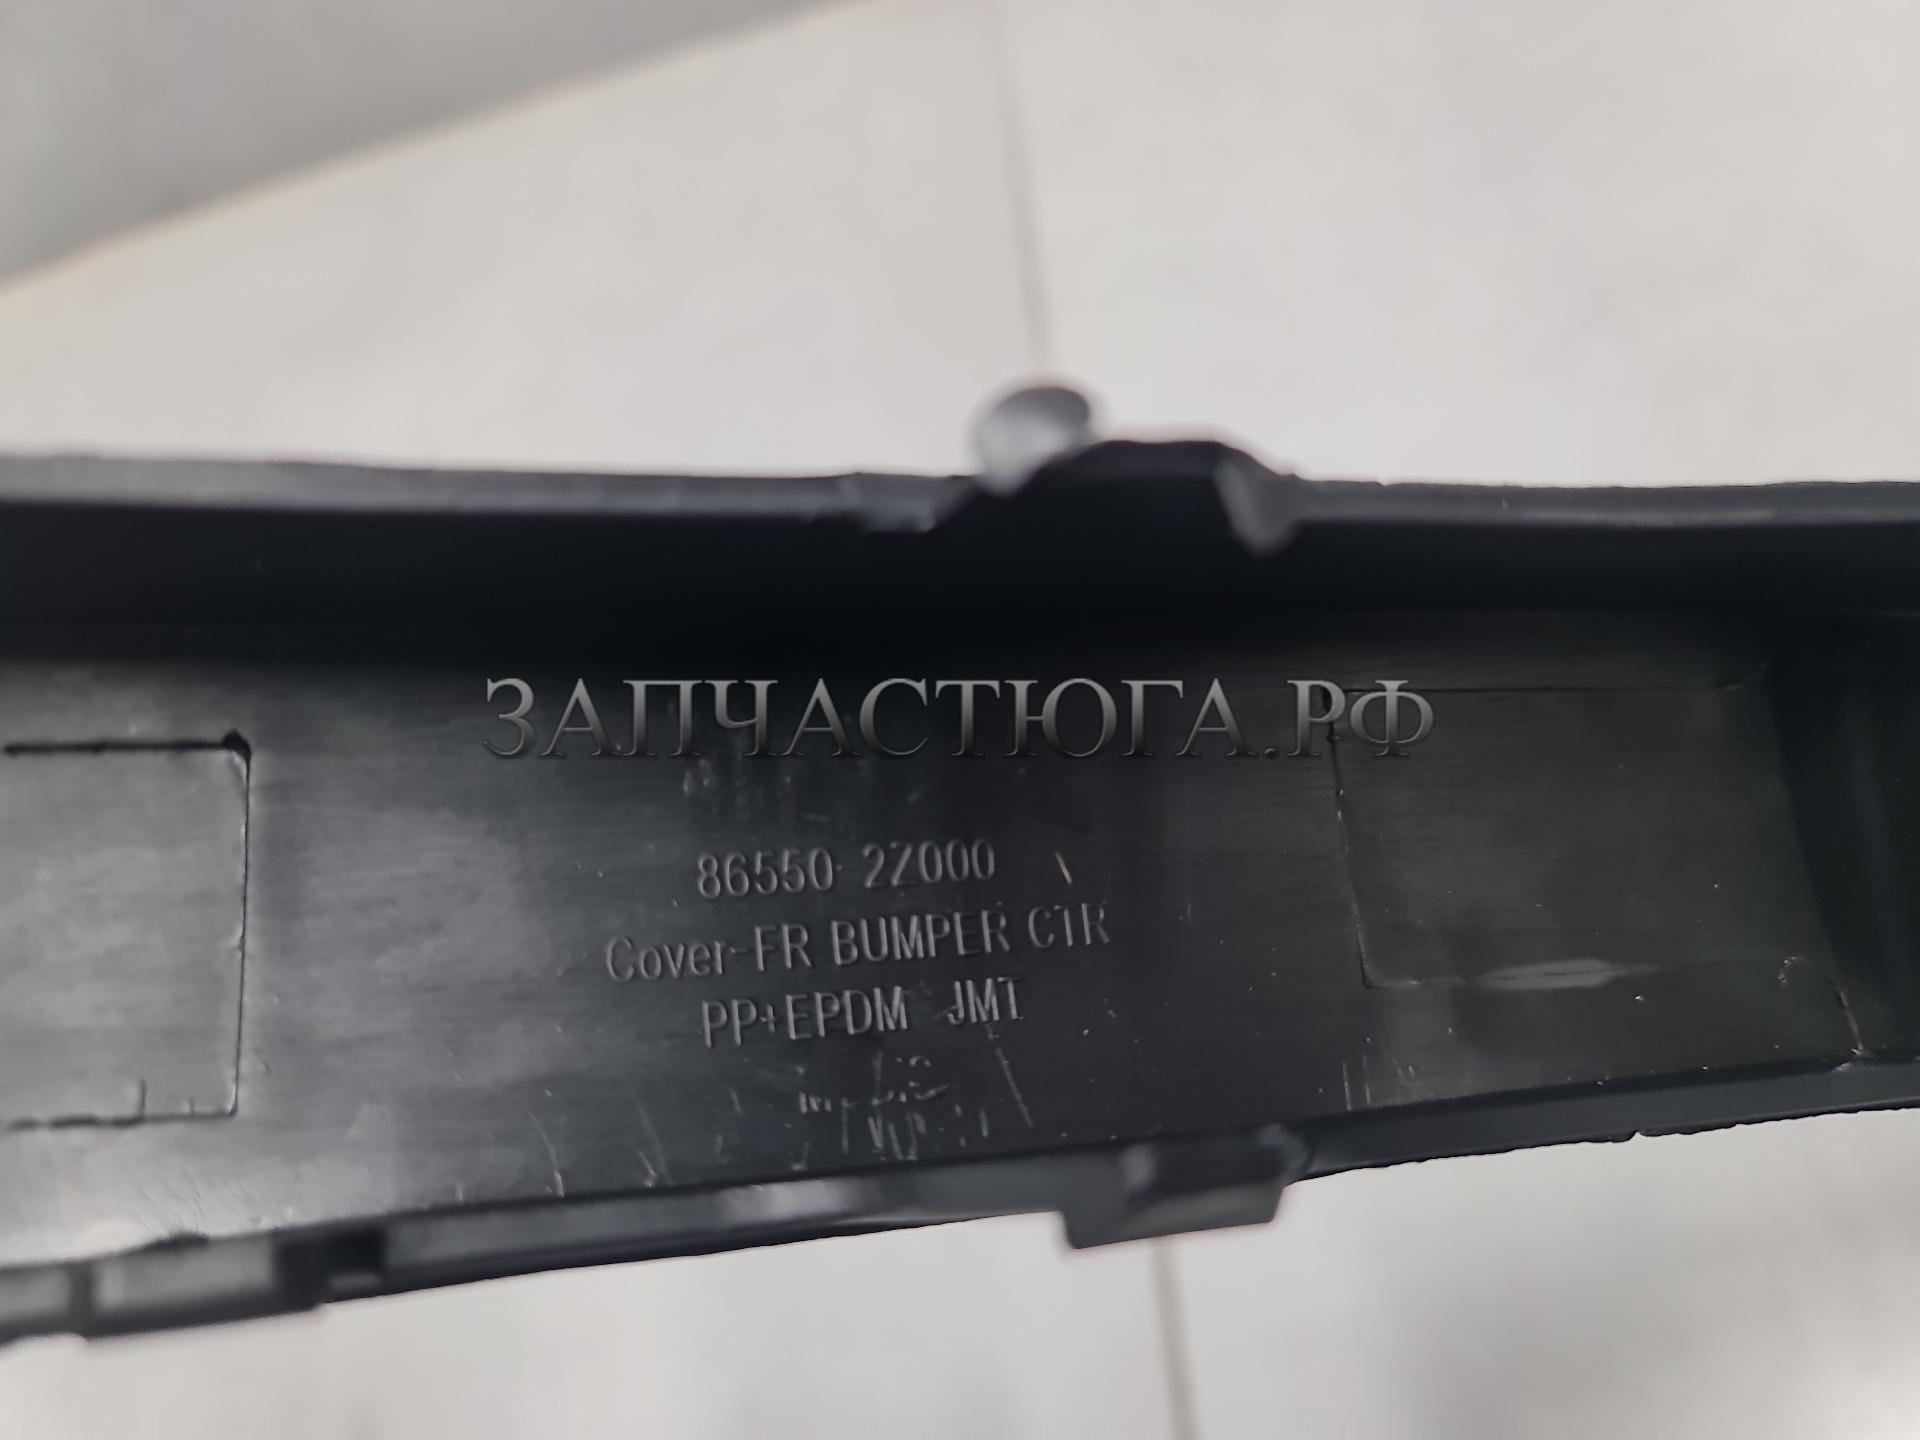 ЗАПЧАСТЮГА.РФ
86550-2Z000
Cover-FR BUMPER CTR
PP+EPDM JMT